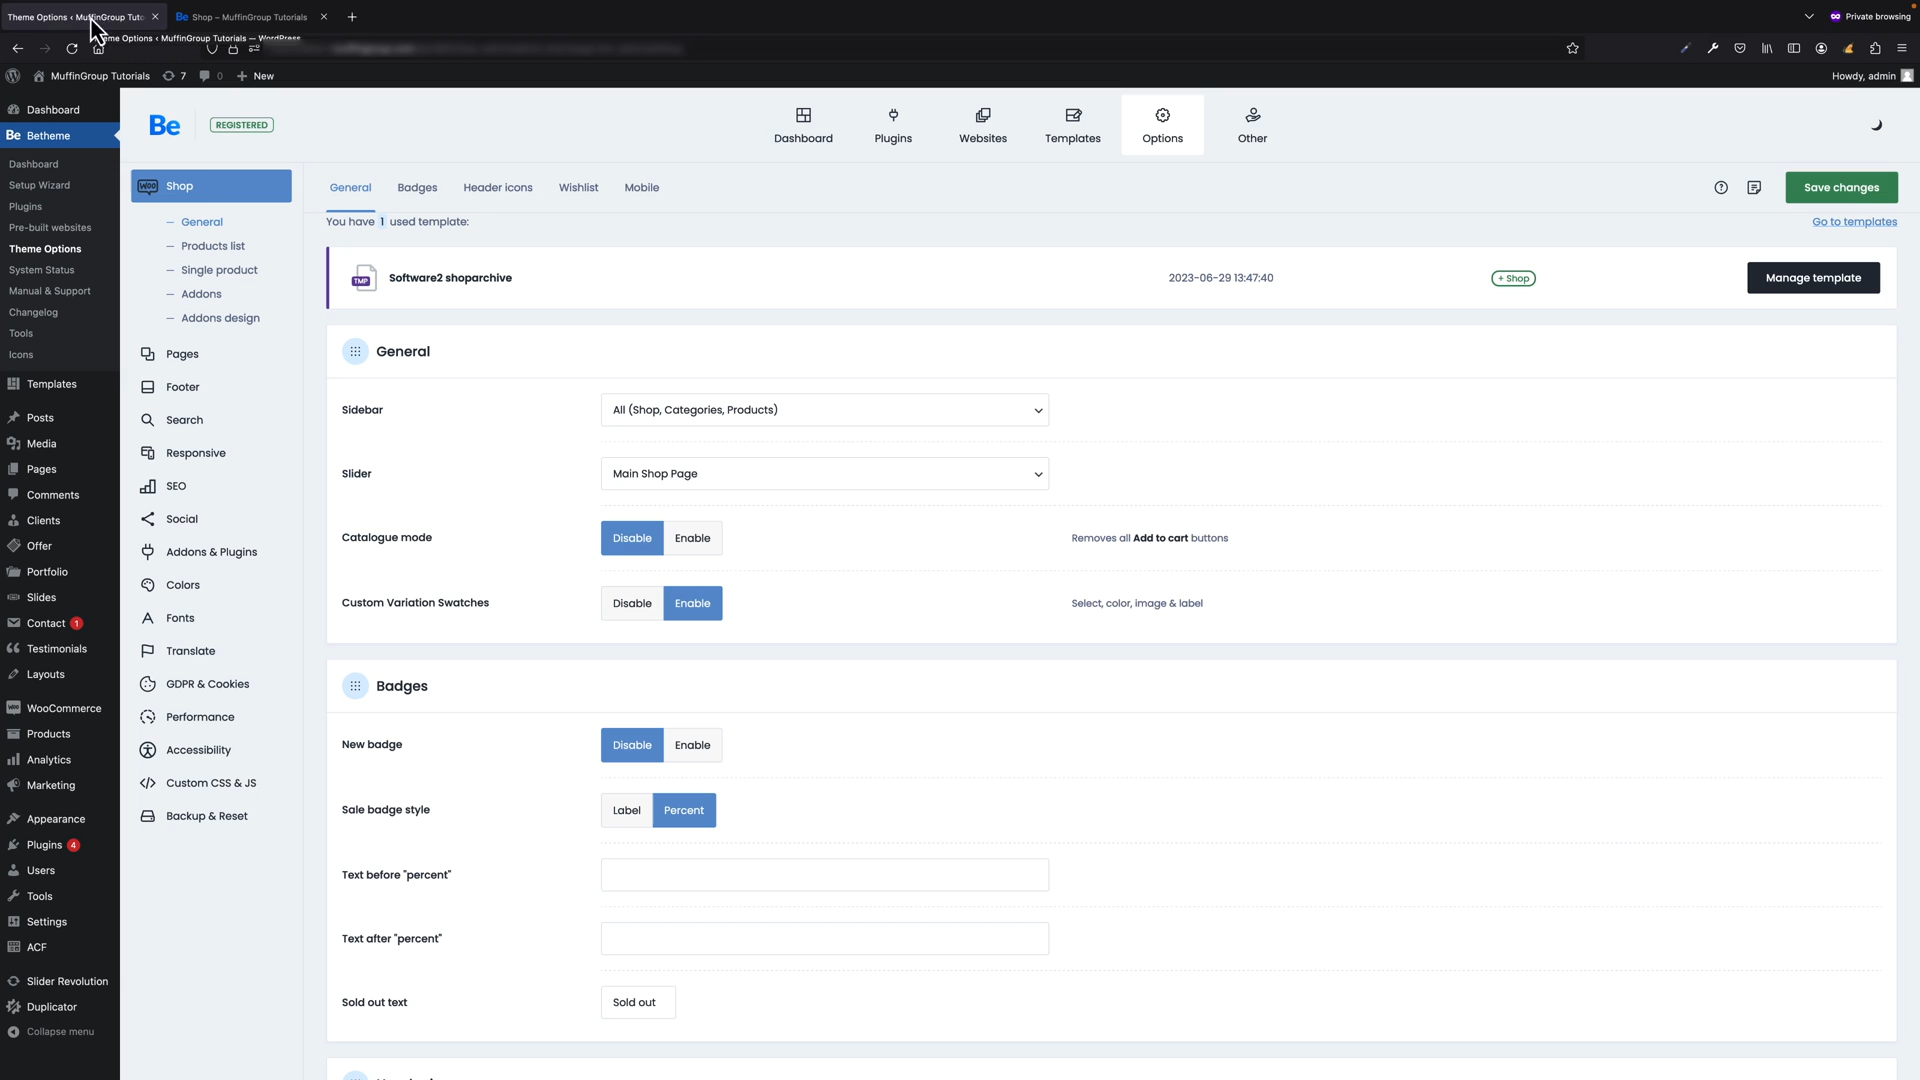 Theme Options ‹ MuffinGroup Tuto
Be Shop – MuffinGroup Tutorials
Private browsing
eme Options ‹ MuffinGroup Tutorials — WordPress
MuffinGroup Tutorials
7
0
New
Howdy, admin
Dashboard
Be Betheme
Dashboard
Setup Wizard
Plugins
Pre-built websites
Theme Options
System Status
Manual & Support
Changelog
Tools
Icons
Templates
Posts
Media
Pages
Comments
Clients
Offer
Portfolio
Slides
Contact 1
Testimonials
Layouts
WooCommerce
Products
Analytics
Marketing
Appearance
Plugins 4
Users
Tools
Settings
ACF
Slider Revolution
Duplicator
Collapse menu
Be
REGISTERED
Dashboard
Plugins
Websites
Templates
Options
Other
Woo Shop
– General
– Products list
– Single product
– Addons
– Addons design
Pages
Footer
Search
Responsive
SEO
Social
Addons & Plugins
Colors
Fonts
Translate
GDPR & Cookies
Performance
Accessibility
Custom CSS & JS
Backup & Reset
General
Badges
Header icons
Wishlist
Mobile
Save changes
You have 1 used template:
Go to templates
TMP
Software2 shoparchive
2023-06-29 13:47:40
+ Shop
Manage template
General
Sidebar
All (Shop, Categories, Products)
Slider
Main Shop Page
Catalogue mode
Disable
Enable
Removes all Add to cart buttons
Custom Variation Swatches
Disable
Enable
Select, color, image & label
Badges
New badge
Disable
Enable
Sale badge style
Label
Percent
Text before "percent"
Text after "percent"
Sold out text
Sold out